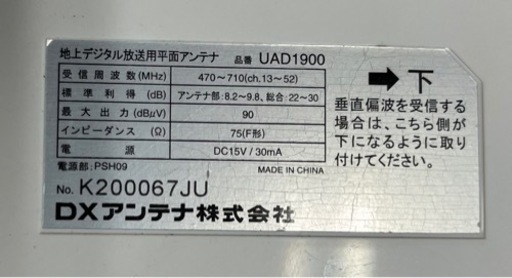 地上デジタル放送用平面アンテナ 品番 UAD1900
受信周波数(MHz) 470～710(ch.13～52)
標準利得(dB) アンテナ部:8.2～9.8、総合:22～30
最大出力(dBμV) 90
インピーダンス(Ω) 75(F形)
電源 DC15V / 30mA
電源部:PSH09 MADE IN CHINA
No. K200067JU
DXアンテナ株式会社
➡下
垂直偏波を受信する
場合は、こちら側が
下になるように取り
付けてください。